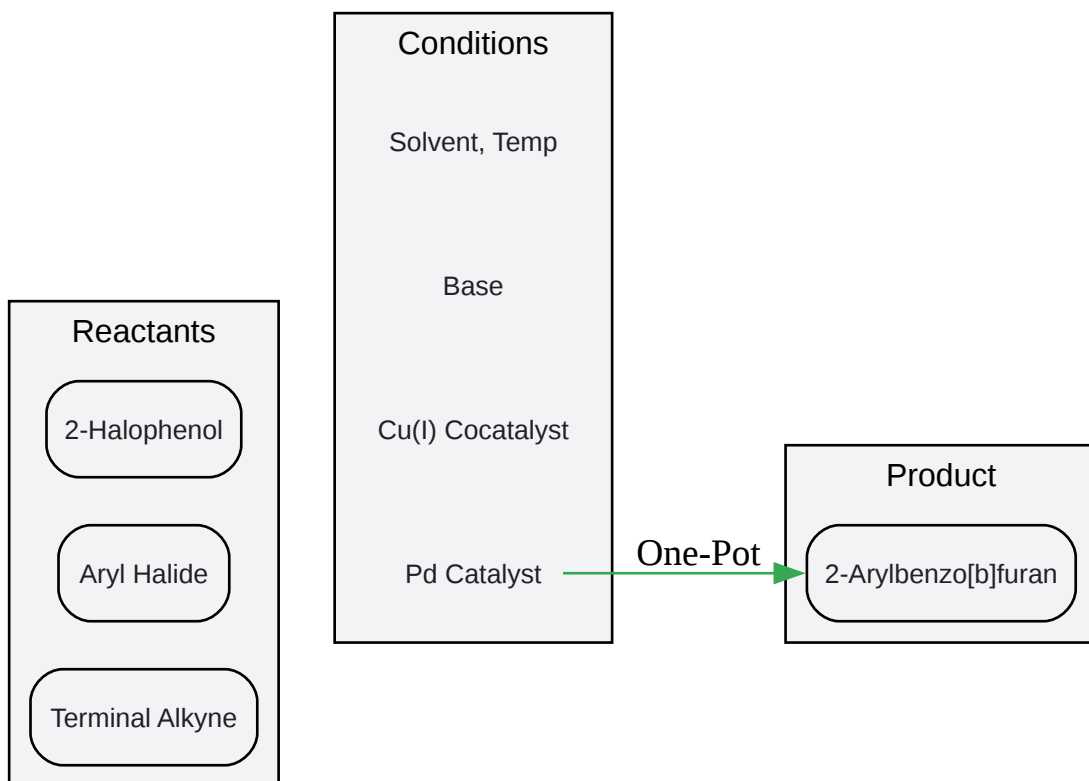 Reactants
2-Halophenol
Aryl Halide
Terminal Alkyne
Conditions
Solvent, Temp
Base
Cu(I) Cocatalyst
Pd Catalyst
One-Pot
Product
2-Arylbenzo[b]furan